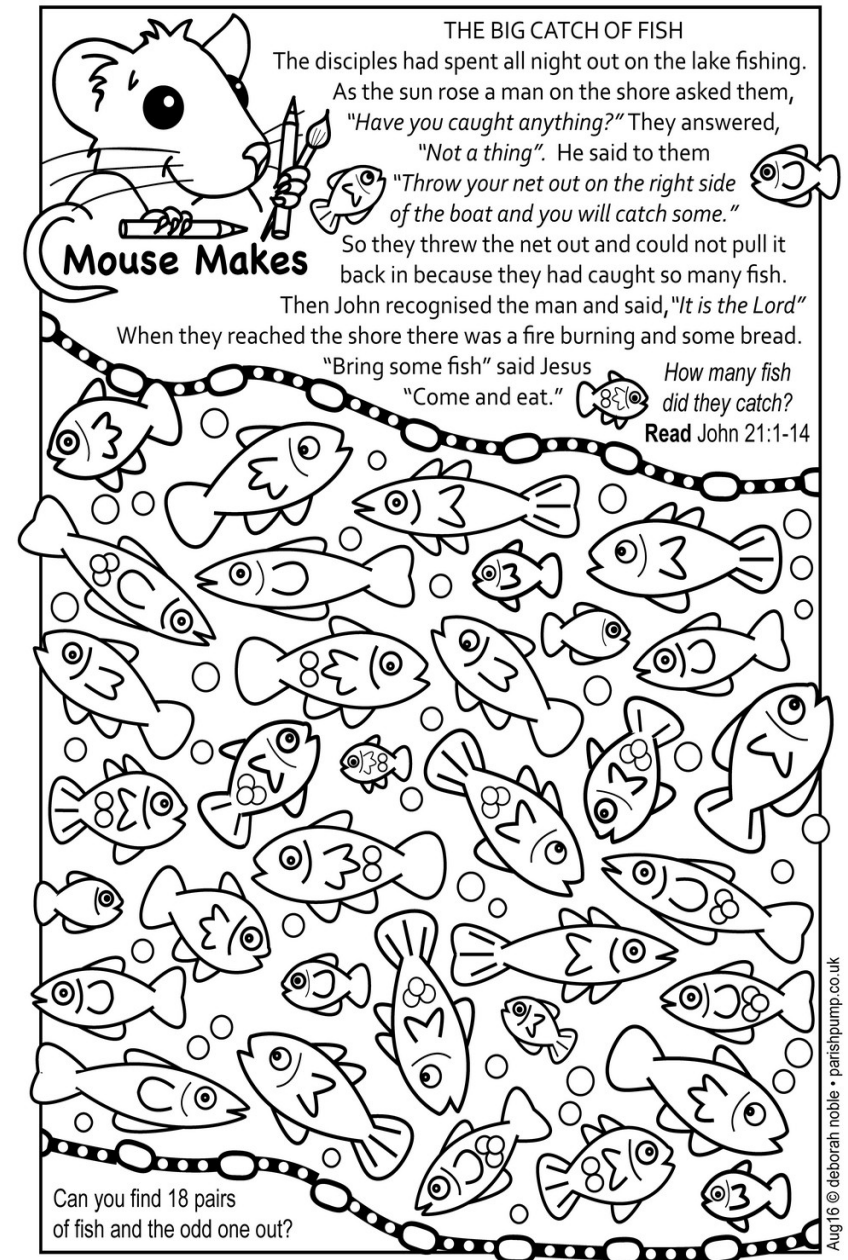 THE BIG CATCH OF FISH
The disciples had spent all night out on the lake fishing.
As the sun rose a man on the shore asked them,
“Have you caught anything?” They answered,
“Not a thing”. He said to them
“Throw your net out on the right side
of the boat and you will catch some.”
Mouse Makes
So they threw the net out and could not pull it
back in because they had caught so many fish.
Then John recognised the man and said,“It is the Lord”
When they reached the shore there was a fire burning and some bread.
“Bring some fish” said Jesus
“Come and eat.”
How many fish
did they catch?
Read John 21:1-14
Can you find 18 pairs
of fish and the odd one out?
Aug16 © deborah noble • parishpump.co.uk